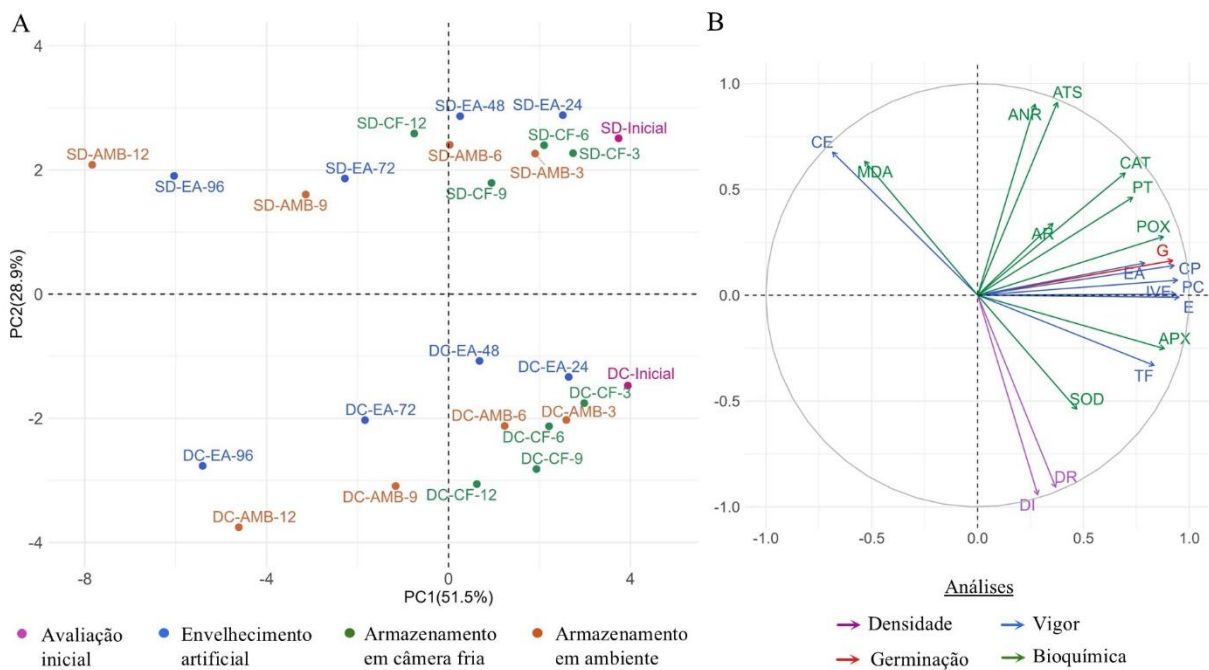 A
4
2
0
-2
-4
PC2(28.9%)
-8
-4
0
4
PC1(51.5%)
SD-EA-48
SD-EA-24
SD-CF-12
SD-Inicial
SD-CF-6
SD-AMB-6
SD-CF-3
SD-AMB-3
SD-AMB-12
SD-EA-72
SD-EA-96
SD-CF-9
SD-AMB-9
DC-EA-48
DC-EA-24
DC-Inicial
DC-CF-3
DC-EA-72
DC-AMB-6
DC-AMB-3
DC-CF-6
DC-EA-96
DC-CF-9
DC-AMB-9
DC-CF-12
DC-AMB-12
Avaliação
inicial
Envelhecimento
artificial
Armazenamento
em câmera fria
Armazenamento
em ambiente
B
1.0
0.5
0.0
-0.5
-1.0
-1.0
-0.5
0.0
0.5
1.0
ATS
ANR
CE
MDA
CAT
PT
AR
POX
G
CP
EA
PC
IVE
E
APX
TF
SOD
DR
DI
Análises
Densidade
Vigor
Germinação
Bioquímica